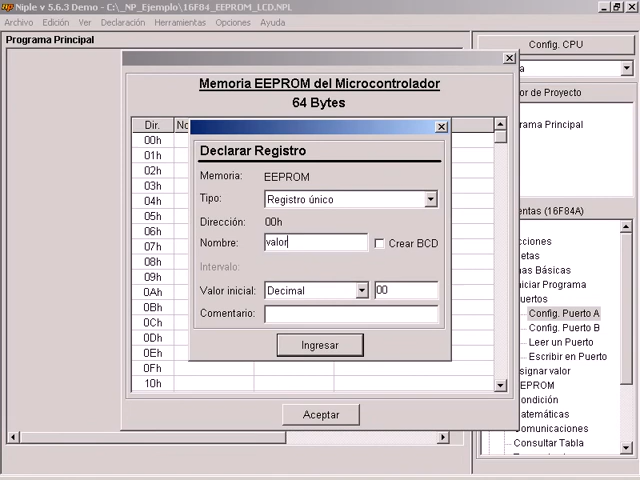 Niple v 5.6.3 Demo - C:\_NP_Ejemplo\16F84_EEPROM_LCD.NPL
Archivo Edición Ver Declaración Herramientas Opciones Ayuda
Programa Principal
Config. CPU
a
or de Proyecto
rama Principal
entas (16F84A)
cciones
etas
nas Básicas
niciar Programa
uertos
Config. Puerto A
Config. Puerto B
Leer un Puerto
Escribir en Puerto
signar valor
EPROM
ondición
atemáticas
omunicaciones
Consultar Tabla
Memoria EEPROM del Microcontrolador
64 Bytes
Dir. No
00h
01h
02h
03h
04h
05h
06h
07h
08h
09h
0Ah
0Bh
0Ch
0Dh
0Eh
0Fh
10h
Aceptar
Declarar Registro
Memoria: EEPROM
Tipo: Registro único
Dirección: 00h
Nombre: valor Crear BCD
Intervalo:
Valor inicial: Decimal 00
Comentario:
Ingresar